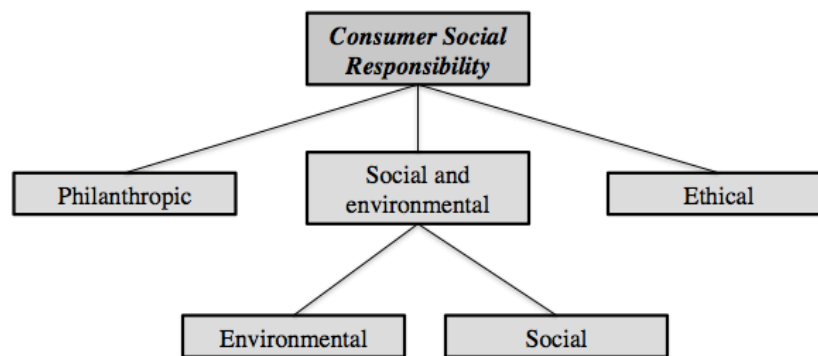 Consumer Social
Responsibility
Philanthropic
Social and
environmental
Ethical
Environmental
Social